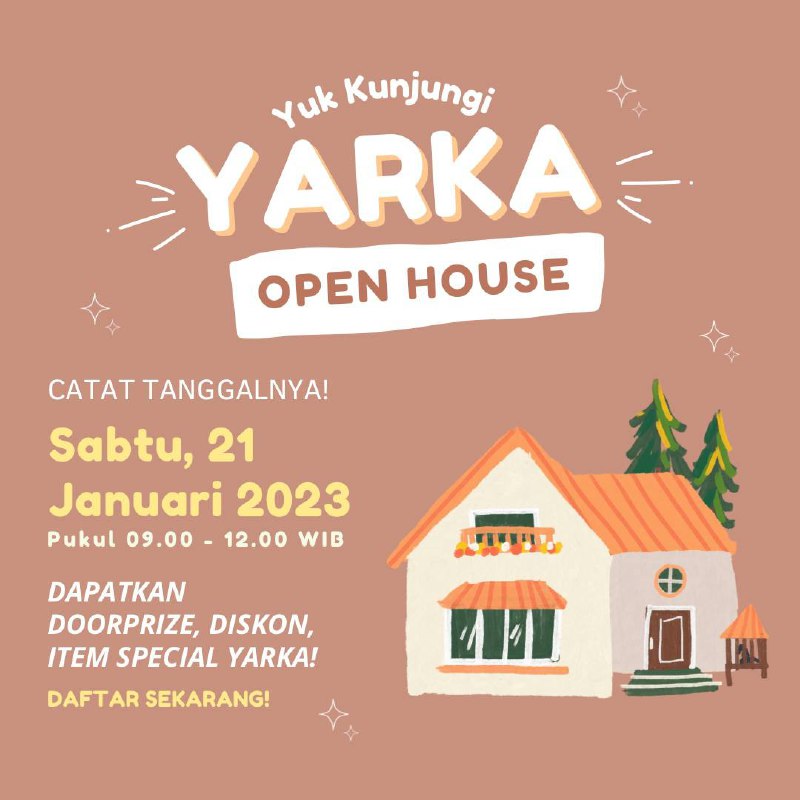 Yuk Kunjungi
YARKA
OPEN HOUSE
CATAT TANGGALNYA!
Sabtu, 21
Januari 2023
Pukul 09.00 - 12.00 WIB
DAPATKAN
DOORPRIZE, DISKON,
ITEM SPECIAL YARKA!
DAFTAR SEKARANG!